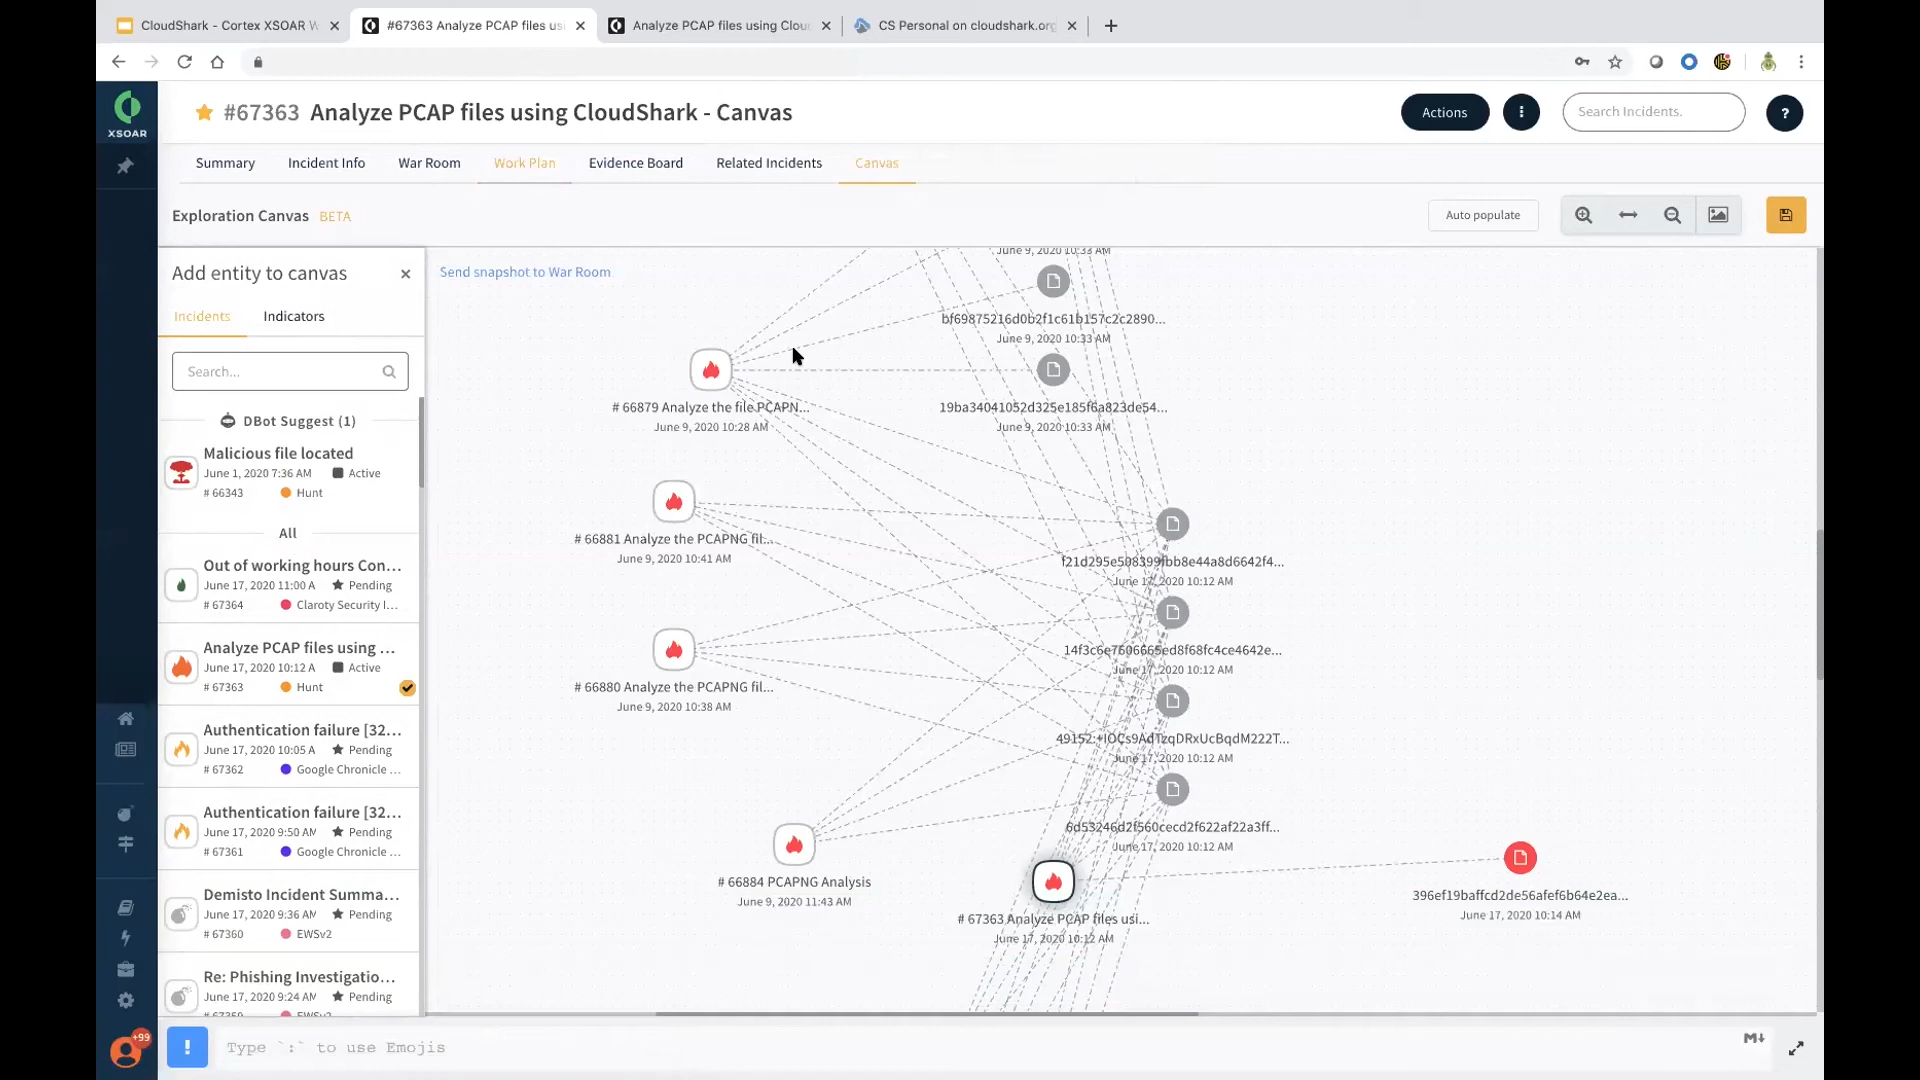 CloudShark - Cortex XSOAR W
#67363 Analyze PCAP files usi
Analyze PCAP files using Clou
CS Personal on cloudshark.org
XSOAR
#67363 Analyze PCAP files using CloudShark - Canvas
Actions
Search Incidents.
?
Summary
Incident Info
War Room
Work Plan
Evidence Board
Related Incidents
Canvas
Exploration Canvas BETA
Auto populate
Add entity to canvas
Incidents
Indicators
Search...
DBot Suggest (1)
Malicious file located
June 1, 2020 7:36 AM Active
# 66343 Hunt
All
Out of working hours Con...
June 17, 2020 11:00 A Pending
# 67364 Claroty Security I...
Analyze PCAP files using ...
June 17, 2020 10:12 A Active
# 67363 Hunt
Authentication failure [32...
June 17, 2020 10:05 A Pending
# 67362 Google Chronicle ...
Authentication failure [32...
June 17, 2020 9:50 AM Pending
# 67361 Google Chronicle ...
Demisto Incident Summa...
June 17, 2020 9:36 AM Pending
# 67360 EWSv2
Re: Phishing Investigatio...
June 17, 2020 9:24 AM Pending
# 67359 EWSv2
Send snapshot to War Room
June 9, 2020 10:33 AM
bf69875216d0b2f1c61b157c2c2890...
June 9, 2020 10:33 AM
# 66879 Analyze the file PCAPN...
June 9, 2020 10:28 AM
19ba34041052d325e185f6a823de54...
June 9, 2020 10:33 AM
# 66881 Analyze the PCAPNG fil...
June 9, 2020 10:41 AM
June 17, 2020 10:12 AM
# 66880 Analyze the PCAPNG fil...
June 9, 2020 10:38 AM
14f3c6e7606665ed8f68fc4ce4642e...
June 17, 2020 10:12 AM
June 17, 2020 10:12 AM
6d53246d2f560cecd2f622af22a3ff...
June 17, 2020 10:12 AM
# 66884 PCAPNG Analysis
June 9, 2020 11:43 AM
# 67363 Analyze PCAP files usi...
June 17, 2020 10:12 AM
396ef19baffcd2de56afef6b64e2ea...
June 17, 2020 10:14 AM
+99
!
Type `:` to use Emojis
M